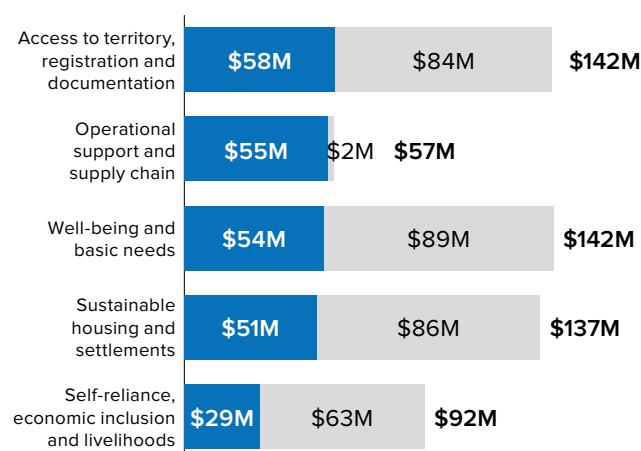 Access to territory,
registration and
documentation
$58M $84M $142M
Operational
support and
supply chain
$55M $2M $57M
Well-being and
basic needs
$54M $89M $142M
Sustainable
housing and
settlements
$51M $86M $137M
Self-reliance,
economic inclusion
and livelihoods
$29M $63M $92M